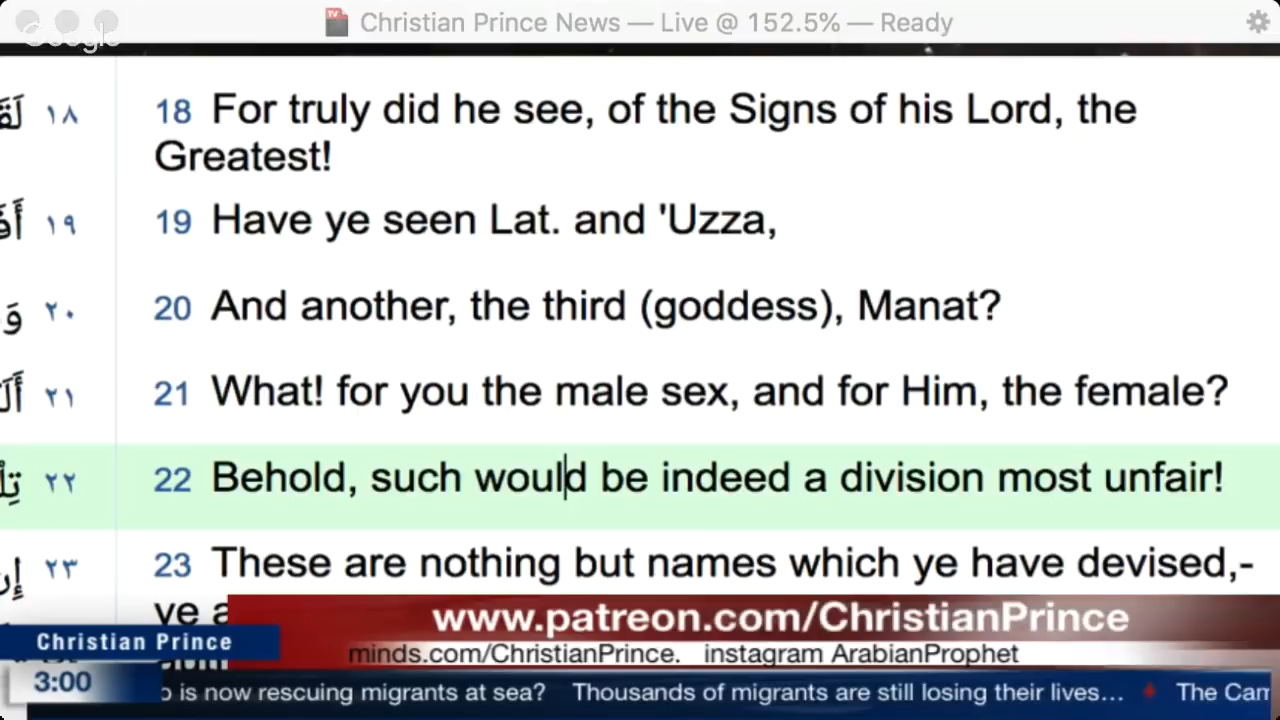 Christian Prince News — Live @ 152.5% — Ready
Google
١٨ 18 For truly did he see, of the Signs of his Lord, the
Greatest!
١٩ 19 Have ye seen Lat. and 'Uzza,
٢٠ 20 And another, the third (goddess), Manat?
٢١ 21 What! for you the male sex, and for Him, the female?
٢٢ 22 Behold, such would be indeed a division most unfair!
٢٣ 23 These are nothing but names which ye have devised,-
ye
www.patreon.com/ChristianPrince
Christian Prince
minds.com/ChristianPrince. instagram ArabianProphet
3:00
is now rescuing migrants at sea? Thousands of migrants are still losing their lives... The